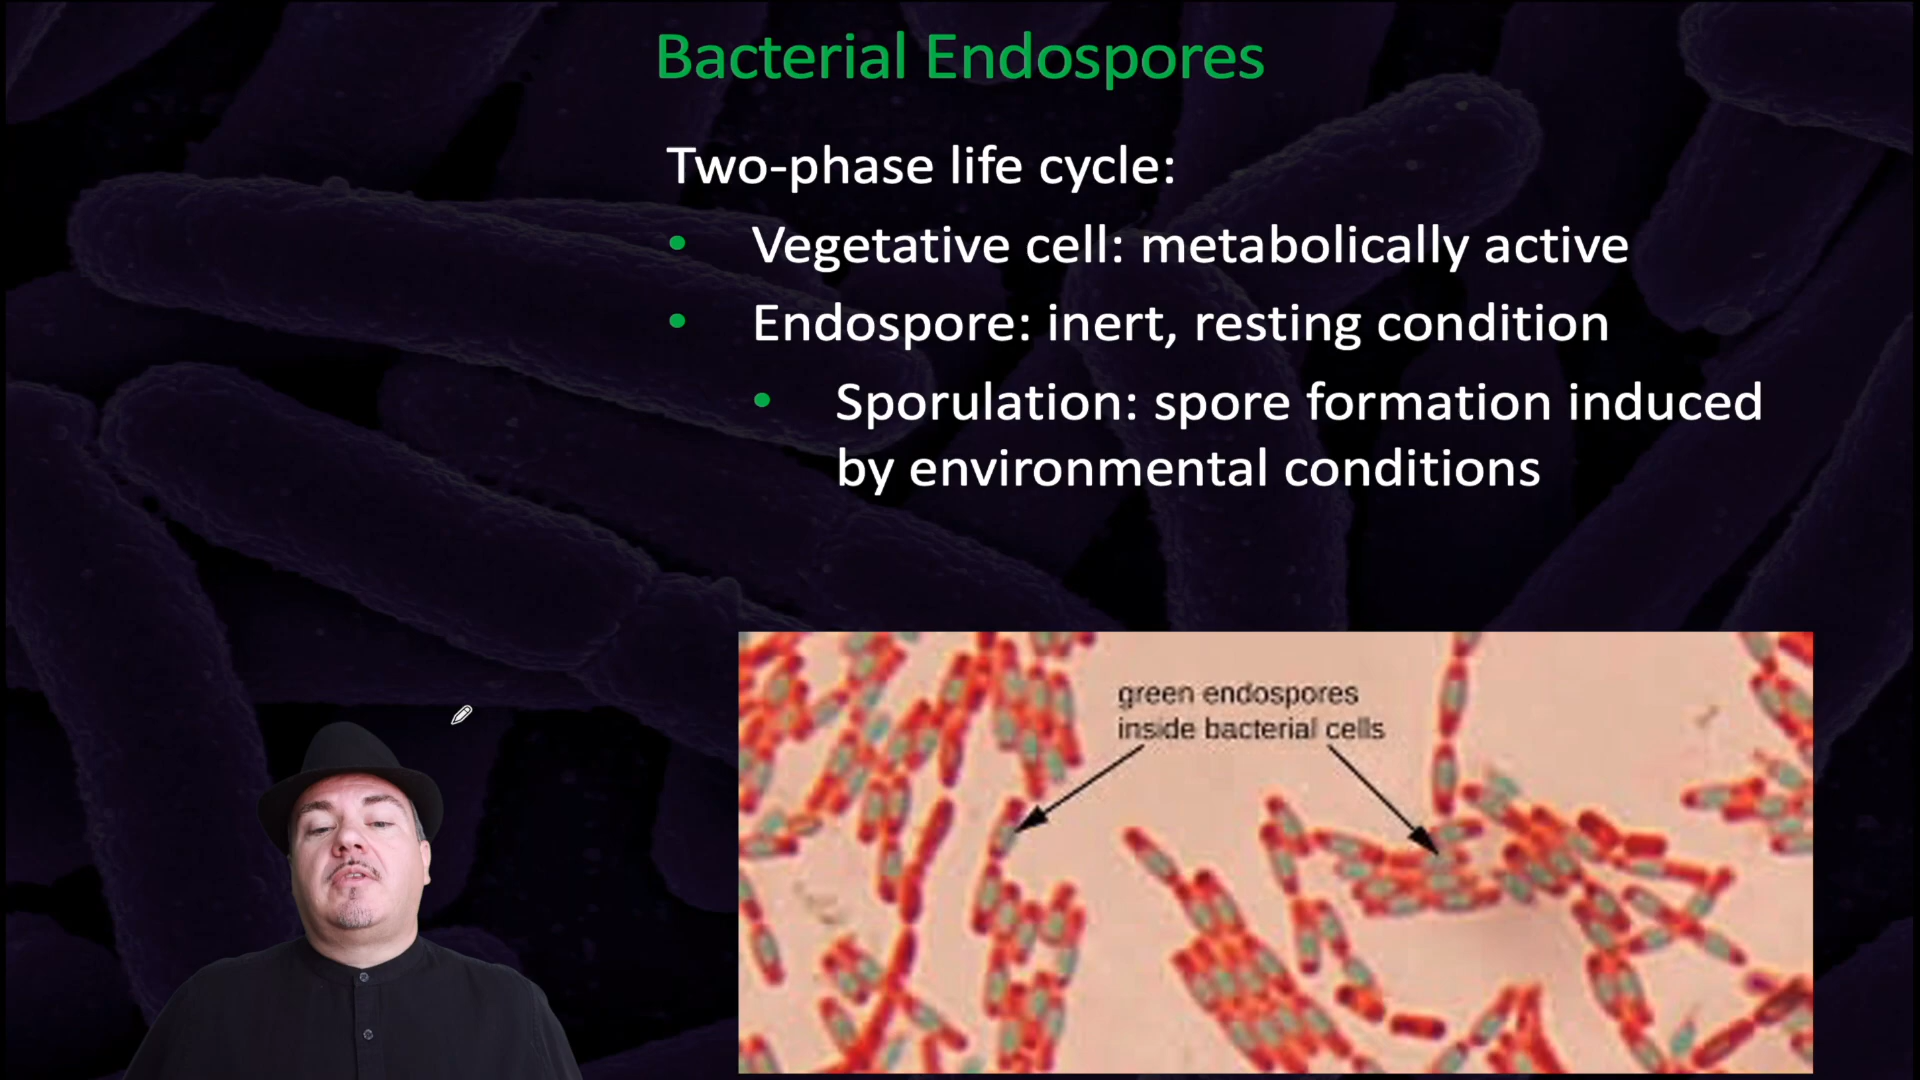 Bacterial Endospores
Two-phase life cycle:
• Vegetative cell: metabolically active
• Endospore: inert, resting condition
• Sporulation: spore formation induced
by environmental conditions
green endospores
inside bacterial cells